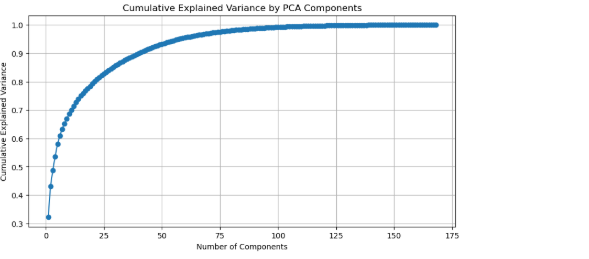 Cumulative Explained Variance by PCA Components
Cumulative Explained Variance
1.0
0.9
0.8
0.7
0.6
0.5
0.4
0.3
0 25 50 75 100 125 150 175
Number of Components